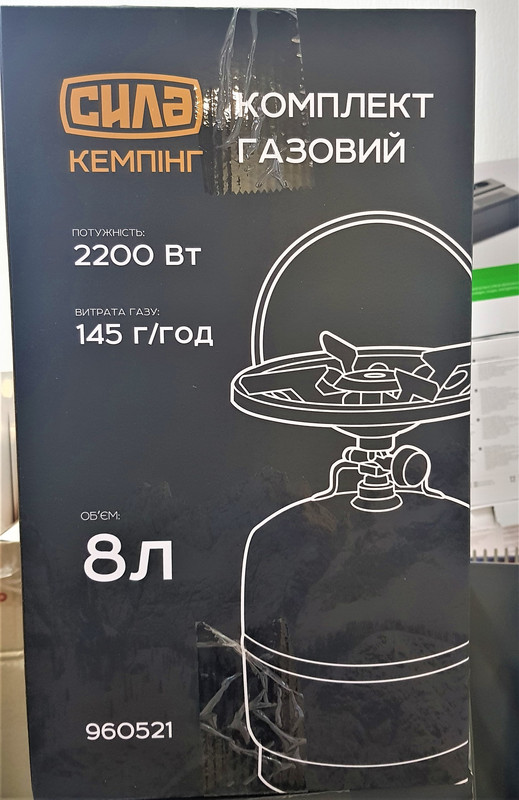 СИЛА
КЕМПІНГ
КОМПЛЕКТ
ГАЗОВИЙ
ПОТУЖНІСТЬ:
2200 Вт
ВИТРАТА ГАЗУ:
145 г/год
ОБ'ЄМ:
8л
960521